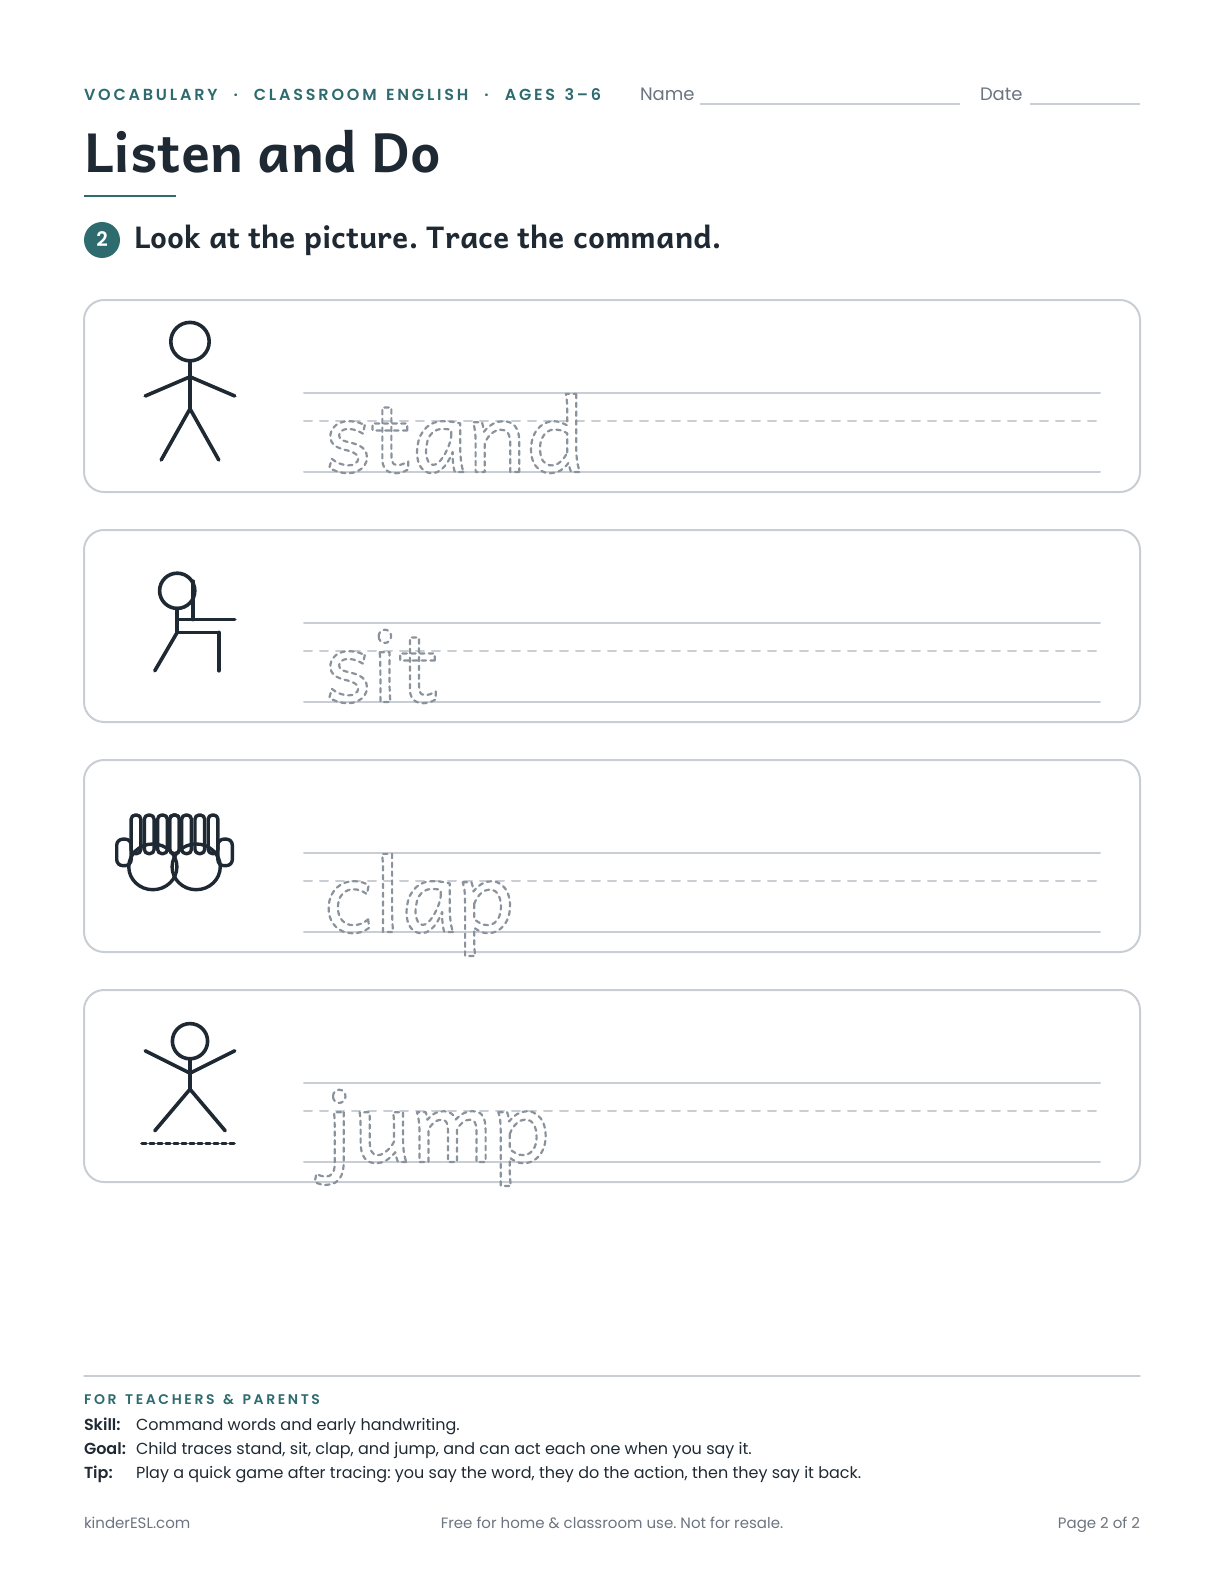 VOCABULARY · CLASSROOM ENGLISH · AGES 3–6 Name Date
Listen and Do
2 Look at the picture. Trace the command.
stand
sit
clap
jump
FOR TEACHERS & PARENTS
Skill: Command words and early handwriting.
Goal: Child traces stand, sit, clap, and jump, and can act each one when you say it.
Tip: Play a quick game after tracing: you say the word, they do the action, then they say it back.
kinderESL.com Free for home & classroom use. Not for resale. Page 2 of 2